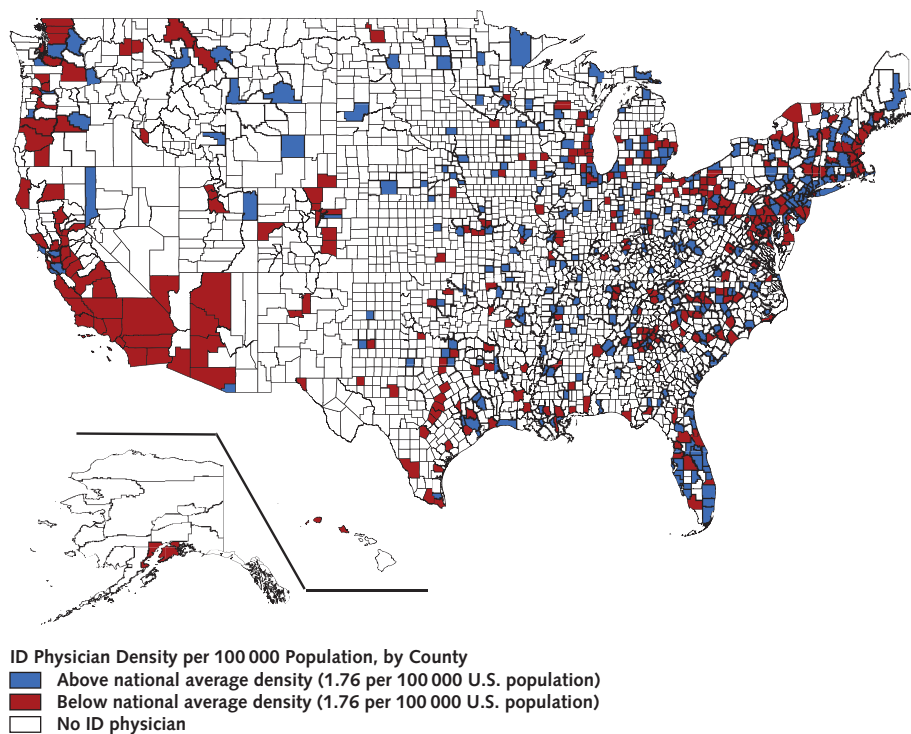 ID Physician Density per 100 000 Population, by County
Above national average density (1.76 per 100 000 U.S. population)
Below national average density (1.76 per 100 000 U.S. population)
No ID physician